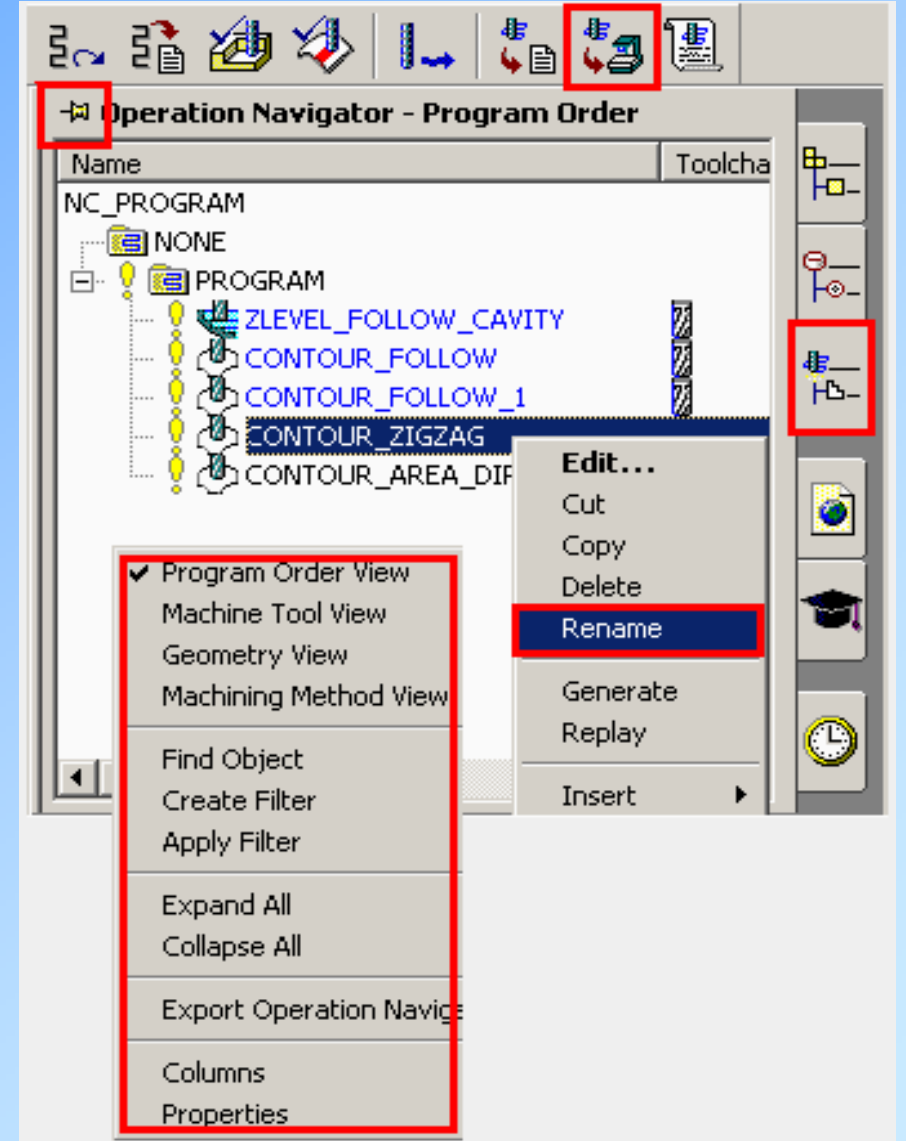 Operation Navigator - Program Order
Name Toolcha
NC_PROGRAM
NONE
PROGRAM
ZLEVEL_FOLLOW_CAVITY
CONTOUR_FOLLOW
CONTOUR_FOLLOW_1
CONTOUR_ZIGZAG
CONTOUR_AREA_DIR
Edit...
Cut
Copy
Delete
Rename
Generate
Replay
Insert
Program Order View
Machine Tool View
Geometry View
Machining Method View
Find Object
Create Filter
Apply Filter
Expand All
Collapse All
Export Operation Naviga
Columns
Properties